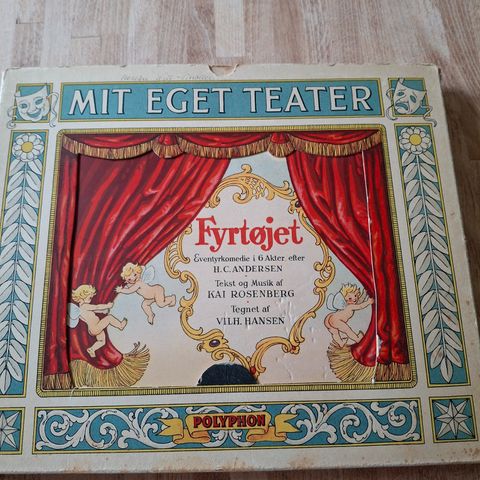 MIT EGET TEATER
Fyrtøjet
Eventyrkomedie i 6 Akter efter
H.C. ANDERSEN
Tekst og Musik af
KAI ROSENBERG
Tegnet af
VILH. HANSEN
POLYPHON